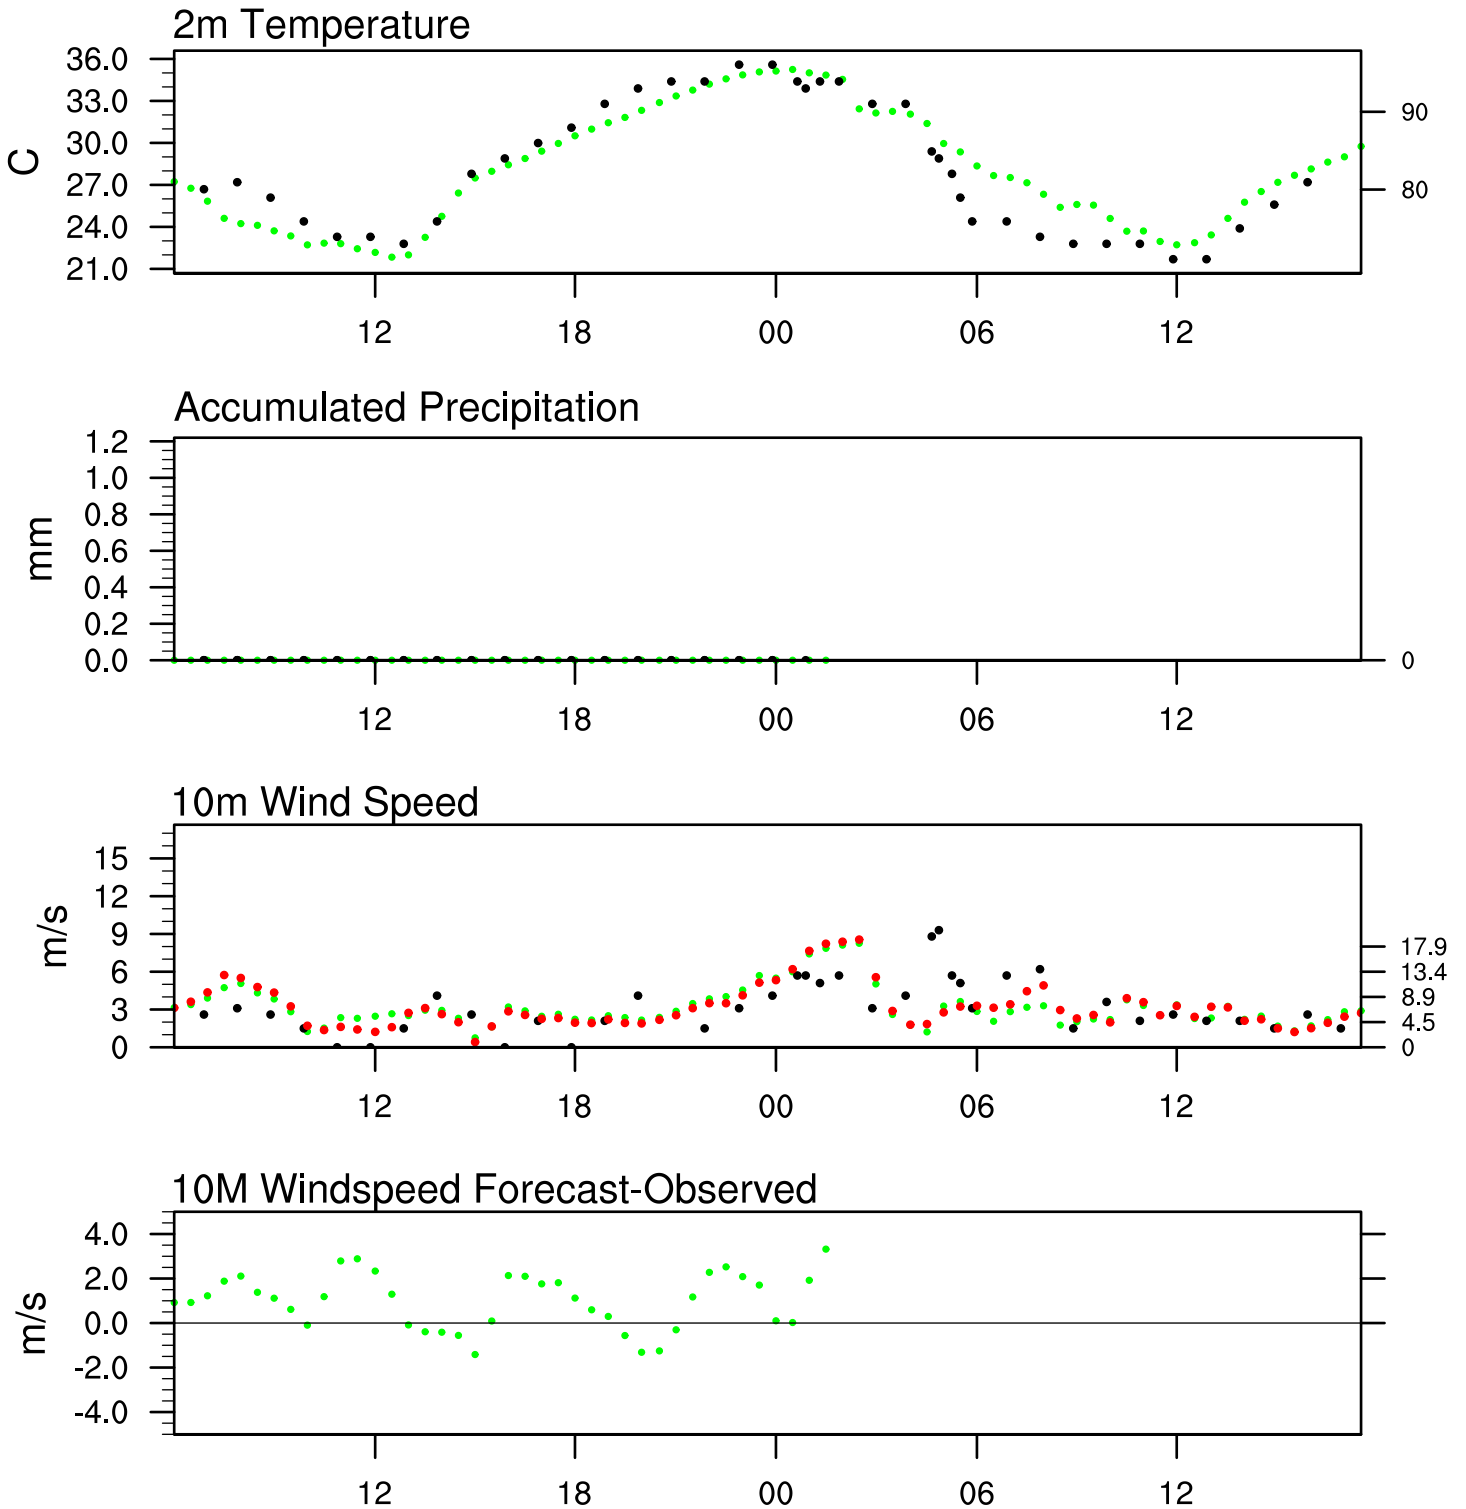 2m Temperature
36.0
33.0
30.0
27.0
24.0
21.0
C
90
80
12 18 00 06 12
Accumulated Precipitation
1.2
1.0
0.8
0.6
0.4
0.2
0.0
mm
0
12 18 00 06 12
10m Wind Speed
15
12
9
6
3
0
m/s
17.9
13.4
8.9
4.5
0
12 18 00 06 12
10M Windspeed Forecast-Observed
4.0
2.0
0.0
-2.0
-4.0
m/s
12 18 00 06 12